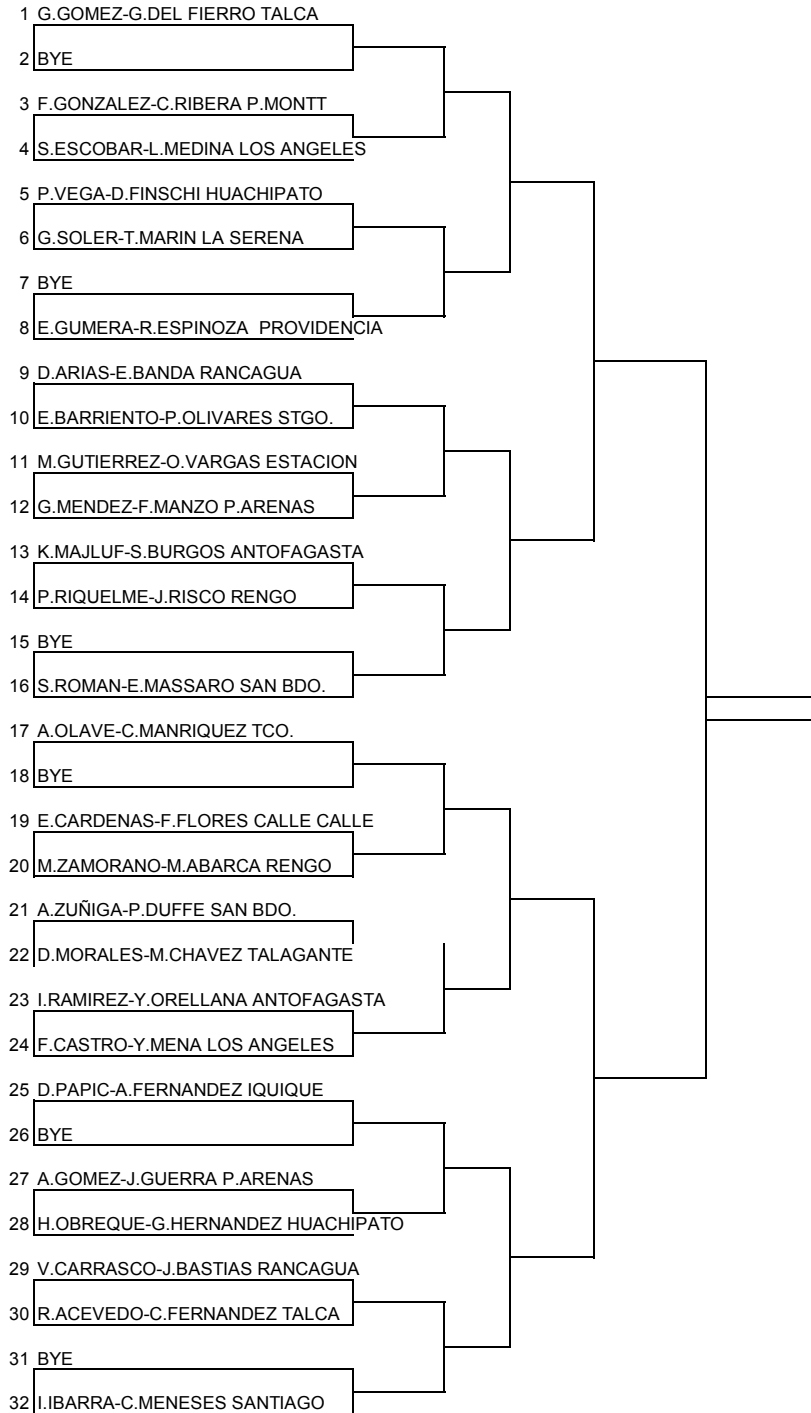 1 G.GOMEZ-G.DEL FIERRO TALCA
2 BYE
3 F.GONZALEZ-C.RIBERA P.MONTT
4 S.ESCOBAR-L.MEDINA LOS ANGELES
5 P.VEGA-D.FINSCHI HUACHIPATO
6 G.SOLER-T.MARIN LA SERENA
7 BYE
8 E.GUMERA-R.ESPINOZA  PROVIDENCIA
9 D.ARIAS-E.BANDA RANCAGUA
10 E.BARRIENTO-P.OLIVARES STGO.
11 M.GUTIERREZ-O.VARGAS ESTACION
12 G.MENDEZ-F.MANZO P.ARENAS
13 K.MAJLUF-S.BURGOS ANTOFAGASTA
14 P.RIQUELME-J.RISCO RENGO
15 BYE
16 S.ROMAN-E.MASSARO SAN BDO.
17 A.OLAVE-C.MANRIQUEZ TCO.
18 BYE
19 E.CARDENAS-F.FLORES CALLE CALLE
20 M.ZAMORANO-M.ABARCA RENGO
21 A.ZUÑIGA-P.DUFFE SAN BDO.
22 D.MORALES-M.CHAVEZ TALAGANTE
23 I.RAMIREZ-Y.ORELLANA ANTOFAGASTA
24 F.CASTRO-Y.MENA LOS ANGELES
25 D.PAPIC-A.FERNANDEZ IQUIQUE
26 BYE
27 A.GOMEZ-J.GUERRA P.ARENAS
28 H.OBREQUE-G.HERNANDEZ HUACHIPATO
29 V.CARRASCO-J.BASTIAS RANCAGUA
30 R.ACEVEDO-C.FERNANDEZ TALCA
31 BYE
32 I.IBARRA-C.MENESES SANTIAGO